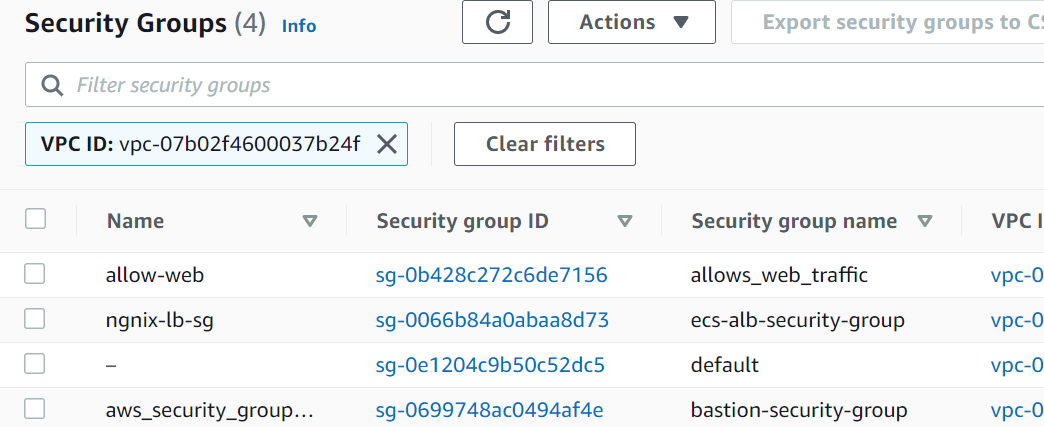 Security Groups (4) Info Actions Export security groups to CS
Filter security groups
VPC ID: vpc-07b02f4600037b24f Clear filters
Name Security group ID Security group name VPC I
allow-web sg-0b428c272c6de7156 allows_web_traffic vpc-0
ngnix-lb-sg sg-0066b84a0abaa8d73 ecs-alb-security-group vpc-0
– sg-0e1204c9b50c52dc5 default vpc-0
aws_security_group... sg-0699748ac0494af4e bastion-security-group vpc-0